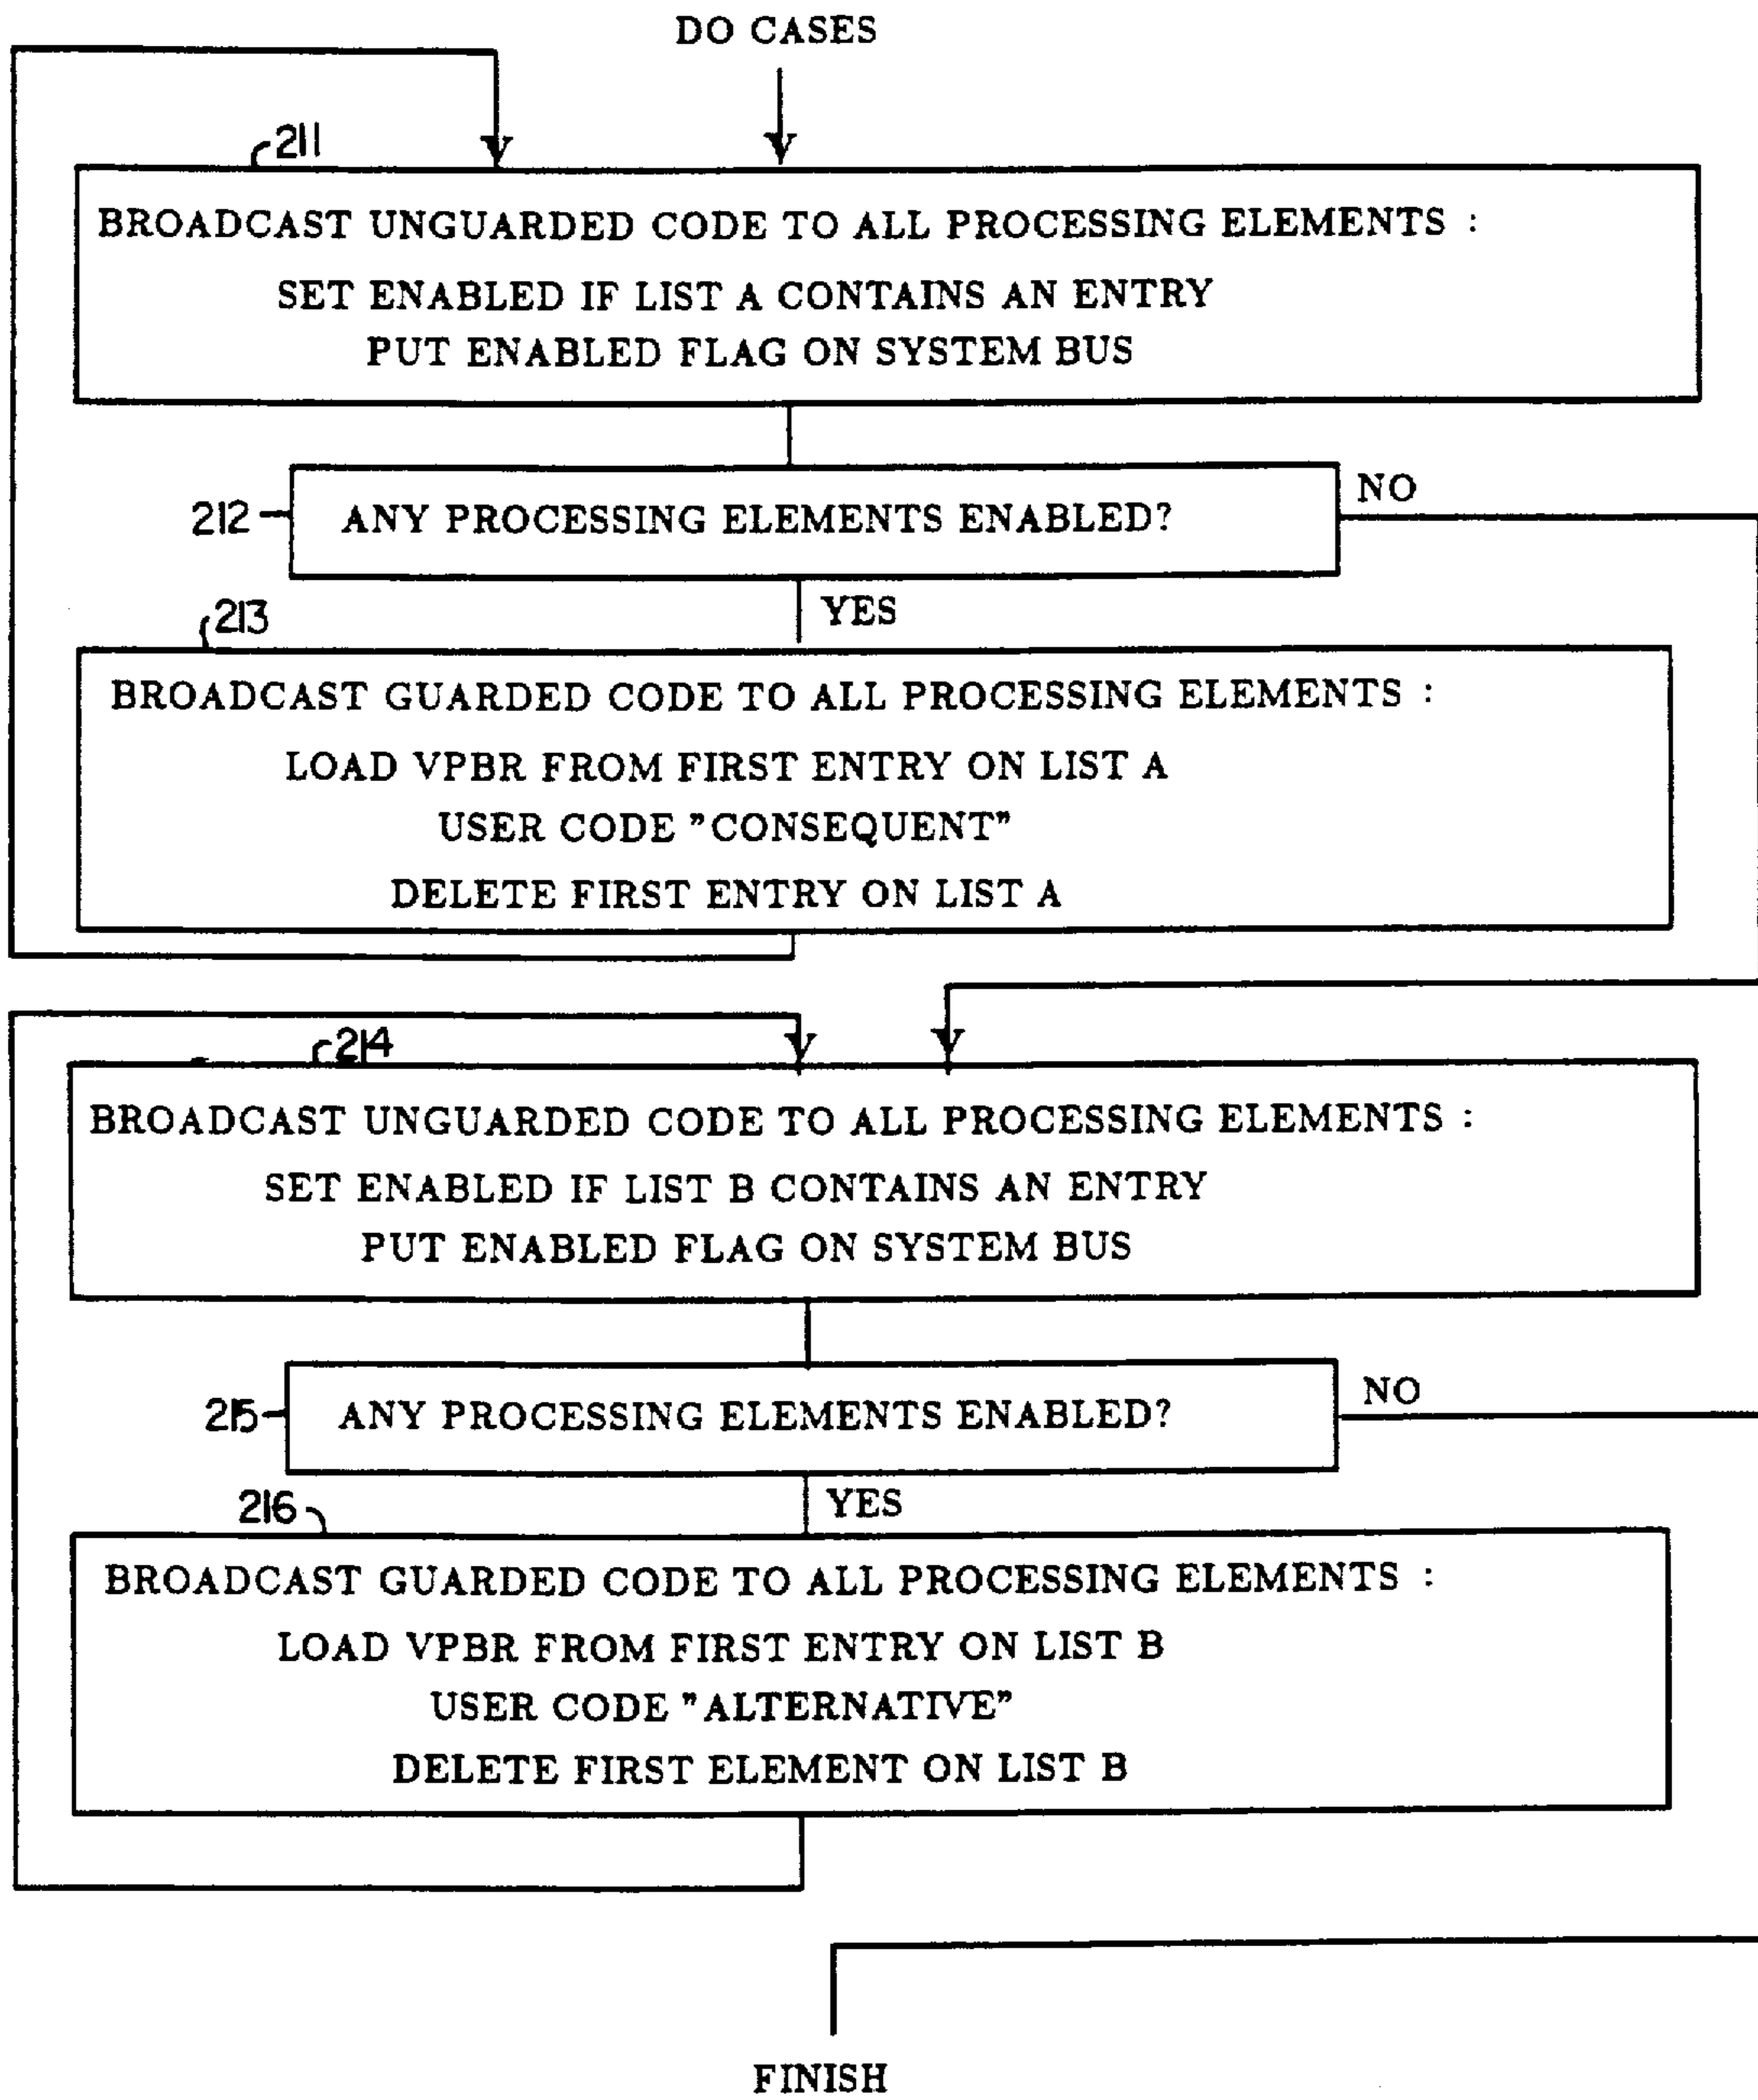 DO CASES
211
BROADCAST UNGUARDED CODE TO ALL PROCESSING ELEMENTS :
SET ENABLED IF LIST A CONTAINS AN ENTRY
PUT ENABLED FLAG ON SYSTEM BUS
NO
212
ANY PROCESSING ELEMENTS ENABLED?
YES
213
BROADCAST GUARDED CODE TO ALL PROCESSING ELEMENTS :
LOAD VPBR FROM FIRST ENTRY ON LIST A
USER CODE "CONSEQUENT"
DELETE FIRST ENTRY ON LIST A
214
BROADCAST UNGUARDED CODE TO ALL PROCESSING ELEMENTS :
SET ENABLED IF LIST B CONTAINS AN ENTRY
PUT ENABLED FLAG ON SYSTEM BUS
NO
215
ANY PROCESSING ELEMENTS ENABLED?
YES
216
BROADCAST GUARDED CODE TO ALL PROCESSING ELEMENTS :
LOAD VPBR FROM FIRST ENTRY ON LIST B
USER CODE "ALTERNATIVE"
DELETE FIRST ELEMENT ON LIST B
FINISH